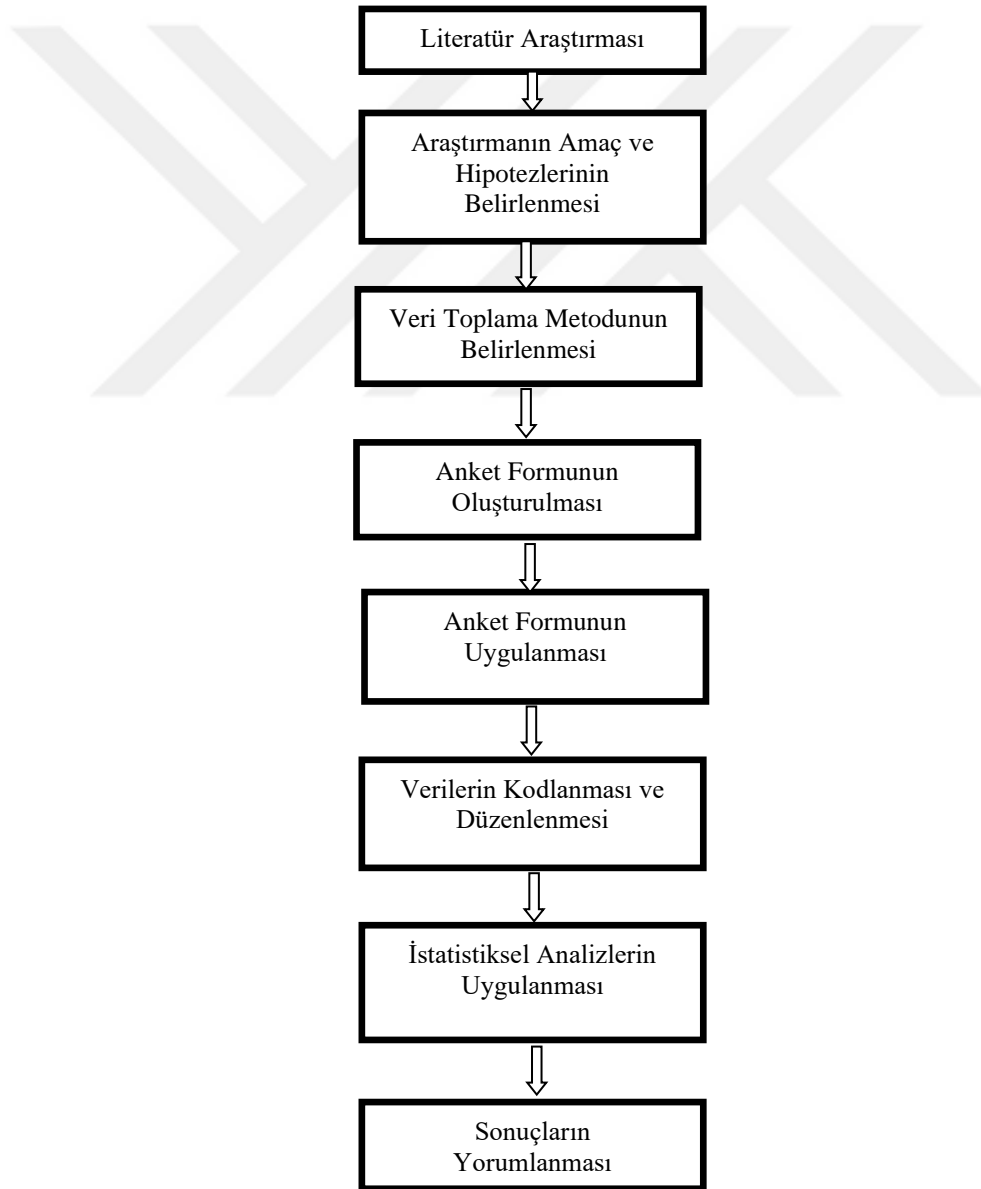 Literatür Araştırması
Araştırmanın Amaç ve
Hipotezlerinin
Belirlenmesi
Veri Toplama Metodunun
Belirlenmesi
Anket Formunun
Oluşturulması
Anket Formunun
Uygulanması
Verilerin Kodlanması ve
Düzenlenmesi
İstatistiksel Analizlerin
Uygulanması
Sonuçların
Yorumlanması